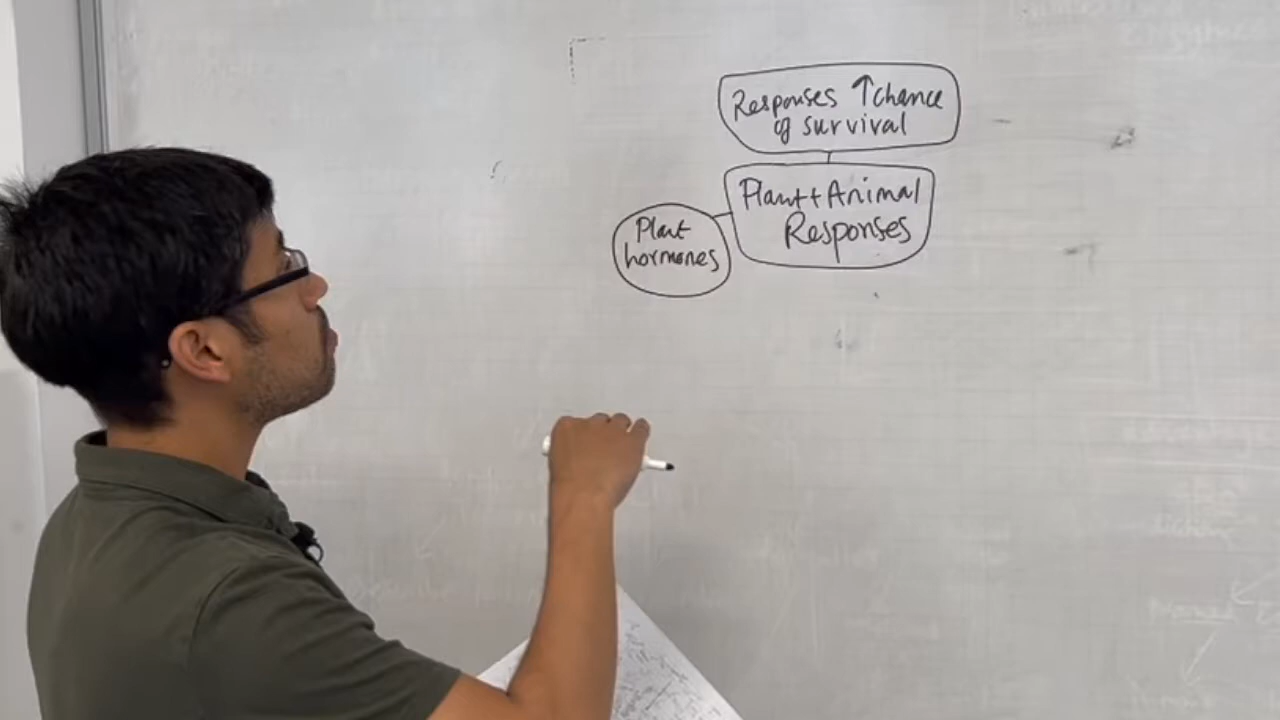 Responses ↑chance
of survival
Plant+Animal
Responses
Plant
hormones